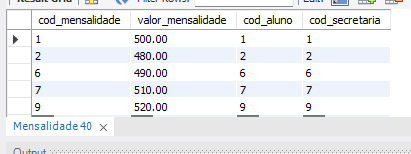 Result Grid Filter Rows: Edit:
cod_mensalidade valor_mensalidade cod_aluno cod_secretaria
1 500.00 1 1
2 480.00 2 2
6 490.00 6 6
7 510.00 7 7
9 520.00 9 9
Mensalidade 40 ×
Output